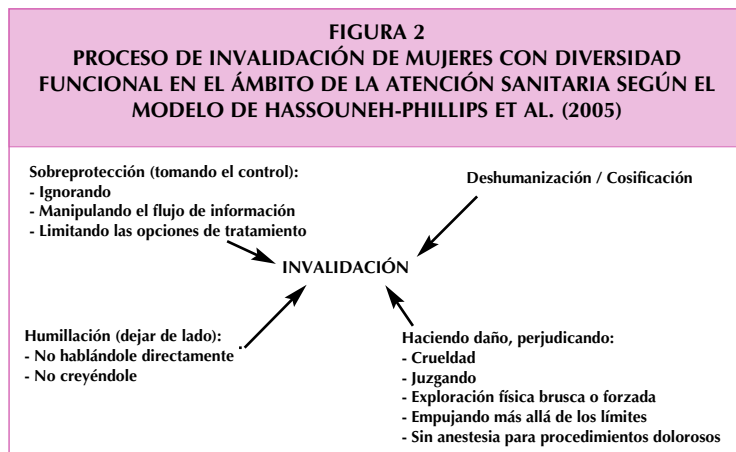 FIGURA 2
PROCESO DE INVALIDACIÓN DE MUJERES CON DIVERSIDAD
FUNCIONAL EN EL ÁMBITO DE LA ATENCIÓN SANITARIA SEGÚN EL
MODELO DE HASSOUNEH-PHILLIPS ET AL. (2005)
Sobreprotección (tomando el control):
- Ignorando
- Manipulando el flujo de información
- Limitando las opciones de tratamiento
Deshumanización / Cosificación
INVALIDACIÓN
Humillación (dejar de lado):
- No hablándole directamente
- No creyéndole
Haciendo daño, perjudicando:
- Crueldad
- Juzgando
- Exploración física brusca o forzada
- Empujando más allá de los límites
- Sin anestesia para procedimientos dolorosos